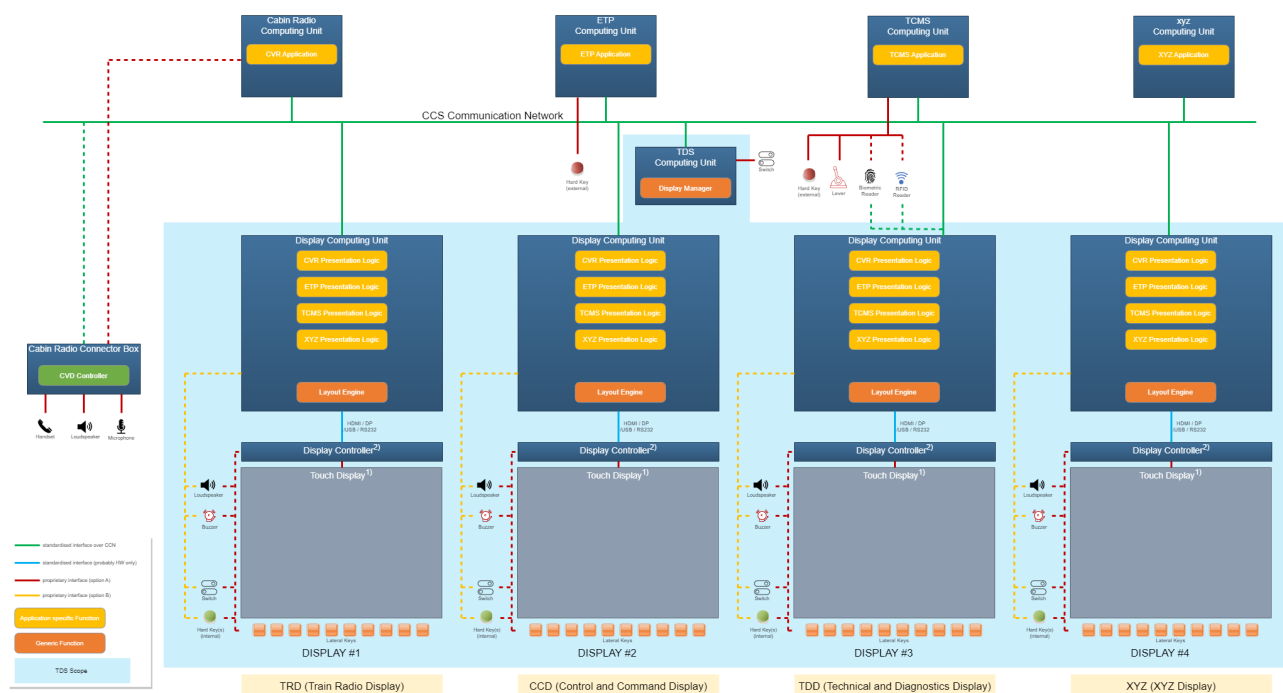 Cabin Radio
Computing Unit
CVR Application
ETP
Computing Unit
ETP Application
TCMS
Computing Unit
TCMS Application
xyz
Computing Unit
XYZ Application
CCS Communication Network
Hard Key
(external)
TDS
Computing Unit
Display Manager
Switch
Hard Key
(external)
Lever
Biometric
Reader
RFID
Reader
Cabin Radio Connector Box
CVD Controller
Handset
Loudspeaker
Microphone
Display Computing Unit
CVR Presentation Logic
ETP Presentation Logic
TCMS Presentation Logic
XYZ Presentation Logic
Layout Engine
HDMI / DP
/USB / RS232
Display Controller2)
Touch Display1)
Loudspeaker
Buzzer
Switch
Hard Key(s)
(internal)
Lateral Keys
DISPLAY #1
TRD (Train Radio Display)
Display Computing Unit
CVR Presentation Logic
ETP Presentation Logic
TCMS Presentation Logic
XYZ Presentation Logic
Layout Engine
HDMI / DP
/USB / RS232
Display Controller2)
Touch Display1)
Loudspeaker
Buzzer
Switch
Hard Key(s)
(internal)
Lateral Keys
DISPLAY #2
CCD (Control and Command Display)
Display Computing Unit
CVR Presentation Logic
ETP Presentation Logic
TCMS Presentation Logic
XYZ Presentation Logic
Layout Engine
HDMI / DP
/USB / RS232
Display Controller2)
Touch Display1)
Loudspeaker
Buzzer
Switch
Hard Key(s)
(internal)
Lateral Keys
DISPLAY #3
TDD (Technical and Diagnostics Display)
Display Computing Unit
CVR Presentation Logic
ETP Presentation Logic
TCMS Presentation Logic
XYZ Presentation Logic
Layout Engine
HDMI / DP
/USB / RS232
Display Controller2)
Touch Display1)
Loudspeaker
Buzzer
Switch
Hard Key(s)
(internal)
Lateral Keys
DISPLAY #4
XYZ (XYZ Display)
standardised interface over CCN
standardised interface (probably HW only)
proprietary interface (option A)
proprietary interface (option B)
Application specific Function
Generic Function
TDS Scope